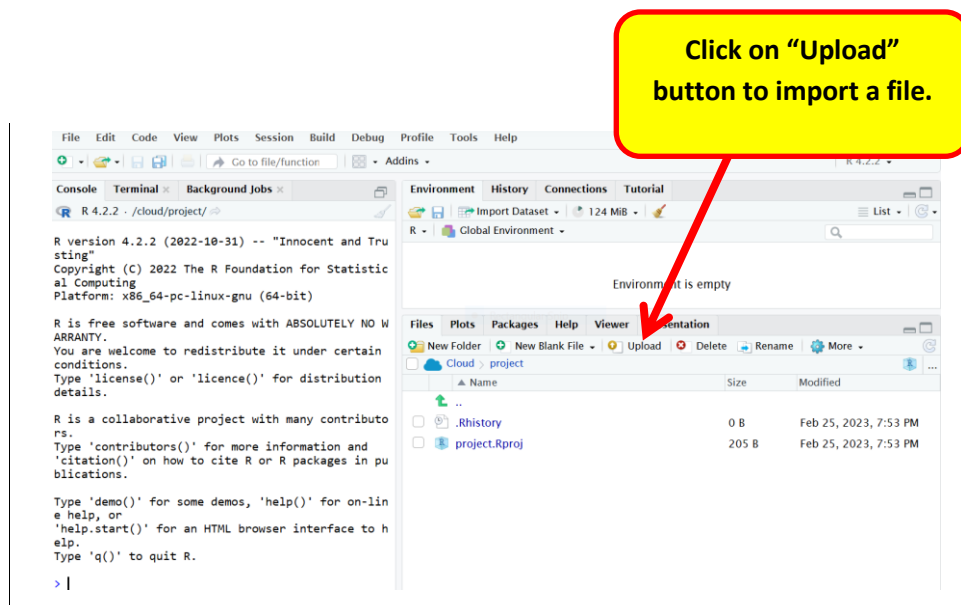 Click on “Upload”
button to import a file.
File Edit Code View Plots Session Build Debug Profile Tools Help
Go to file/function Addins
R 4.2.2
Console Terminal Background Jobs
R 4.2.2 · /cloud/project/
R version 4.2.2 (2022-10-31) -- "Innocent and Tru
sting"
Copyright (C) 2022 The R Foundation for Statistic
al Computing
Platform: x86_64-pc-linux-gnu (64-bit)
R is free software and comes with ABSOLUTELY NO W
ARRANTY.
You are welcome to redistribute it under certain
conditions.
Type 'license()' or 'licence()' for distribution
details.
R is a collaborative project with many contributo
rs.
Type 'contributors()' for more information and
'citation()' on how to cite R or R packages in pu
blications.
Type 'demo()' for some demos, 'help()' for on-lin
e help, or
'help.start()' for an HTML browser interface to h
elp.
Type 'q()' to quit R.
>
Environment History Connections Tutorial
Import Dataset 124 MiB List
R Global Environment
Environment is empty
Files Plots Packages Help Viewer
New Folder New Blank File Upload Delete Rename More
Cloud > project ...
Name Size Modified
..
.Rhistory 0 B Feb 25, 2023, 7:53 PM
project.Rproj 205 B Feb 25, 2023, 7:53 PM